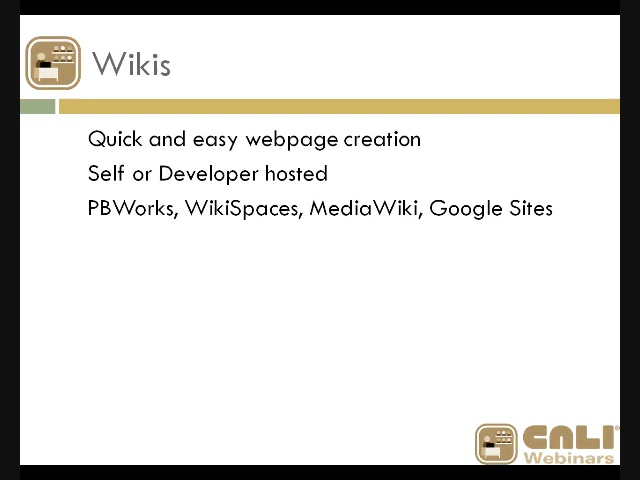 Wikis
Quick and easy webpage creation
Self or Developer hosted
PBWorks, WikiSpaces, MediaWiki, Google Sites
CALI®
Webinars